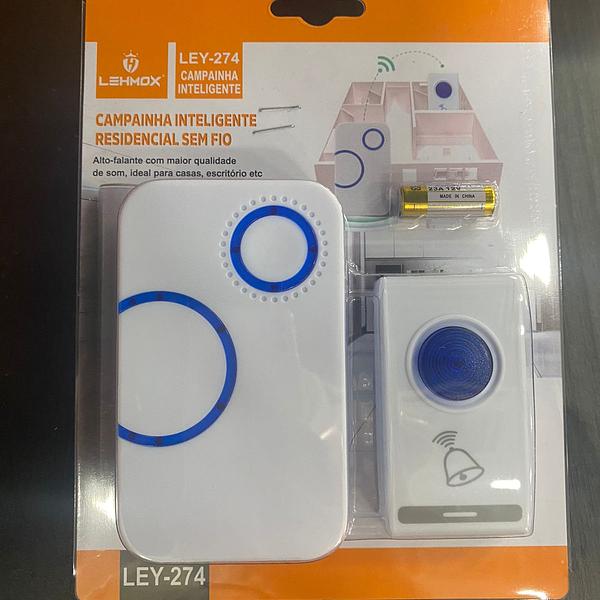 LEHMOX
LEY-274
CAMPAINHA
INTELIGENTE
CAMPAINHA INTELIGENTE
RESIDENCIAL SEM FIO
Alto-falante com maior qualidade
de som, ideal para casas, escritório etc
23A 12V
MADE IN CHINA
LEY-274